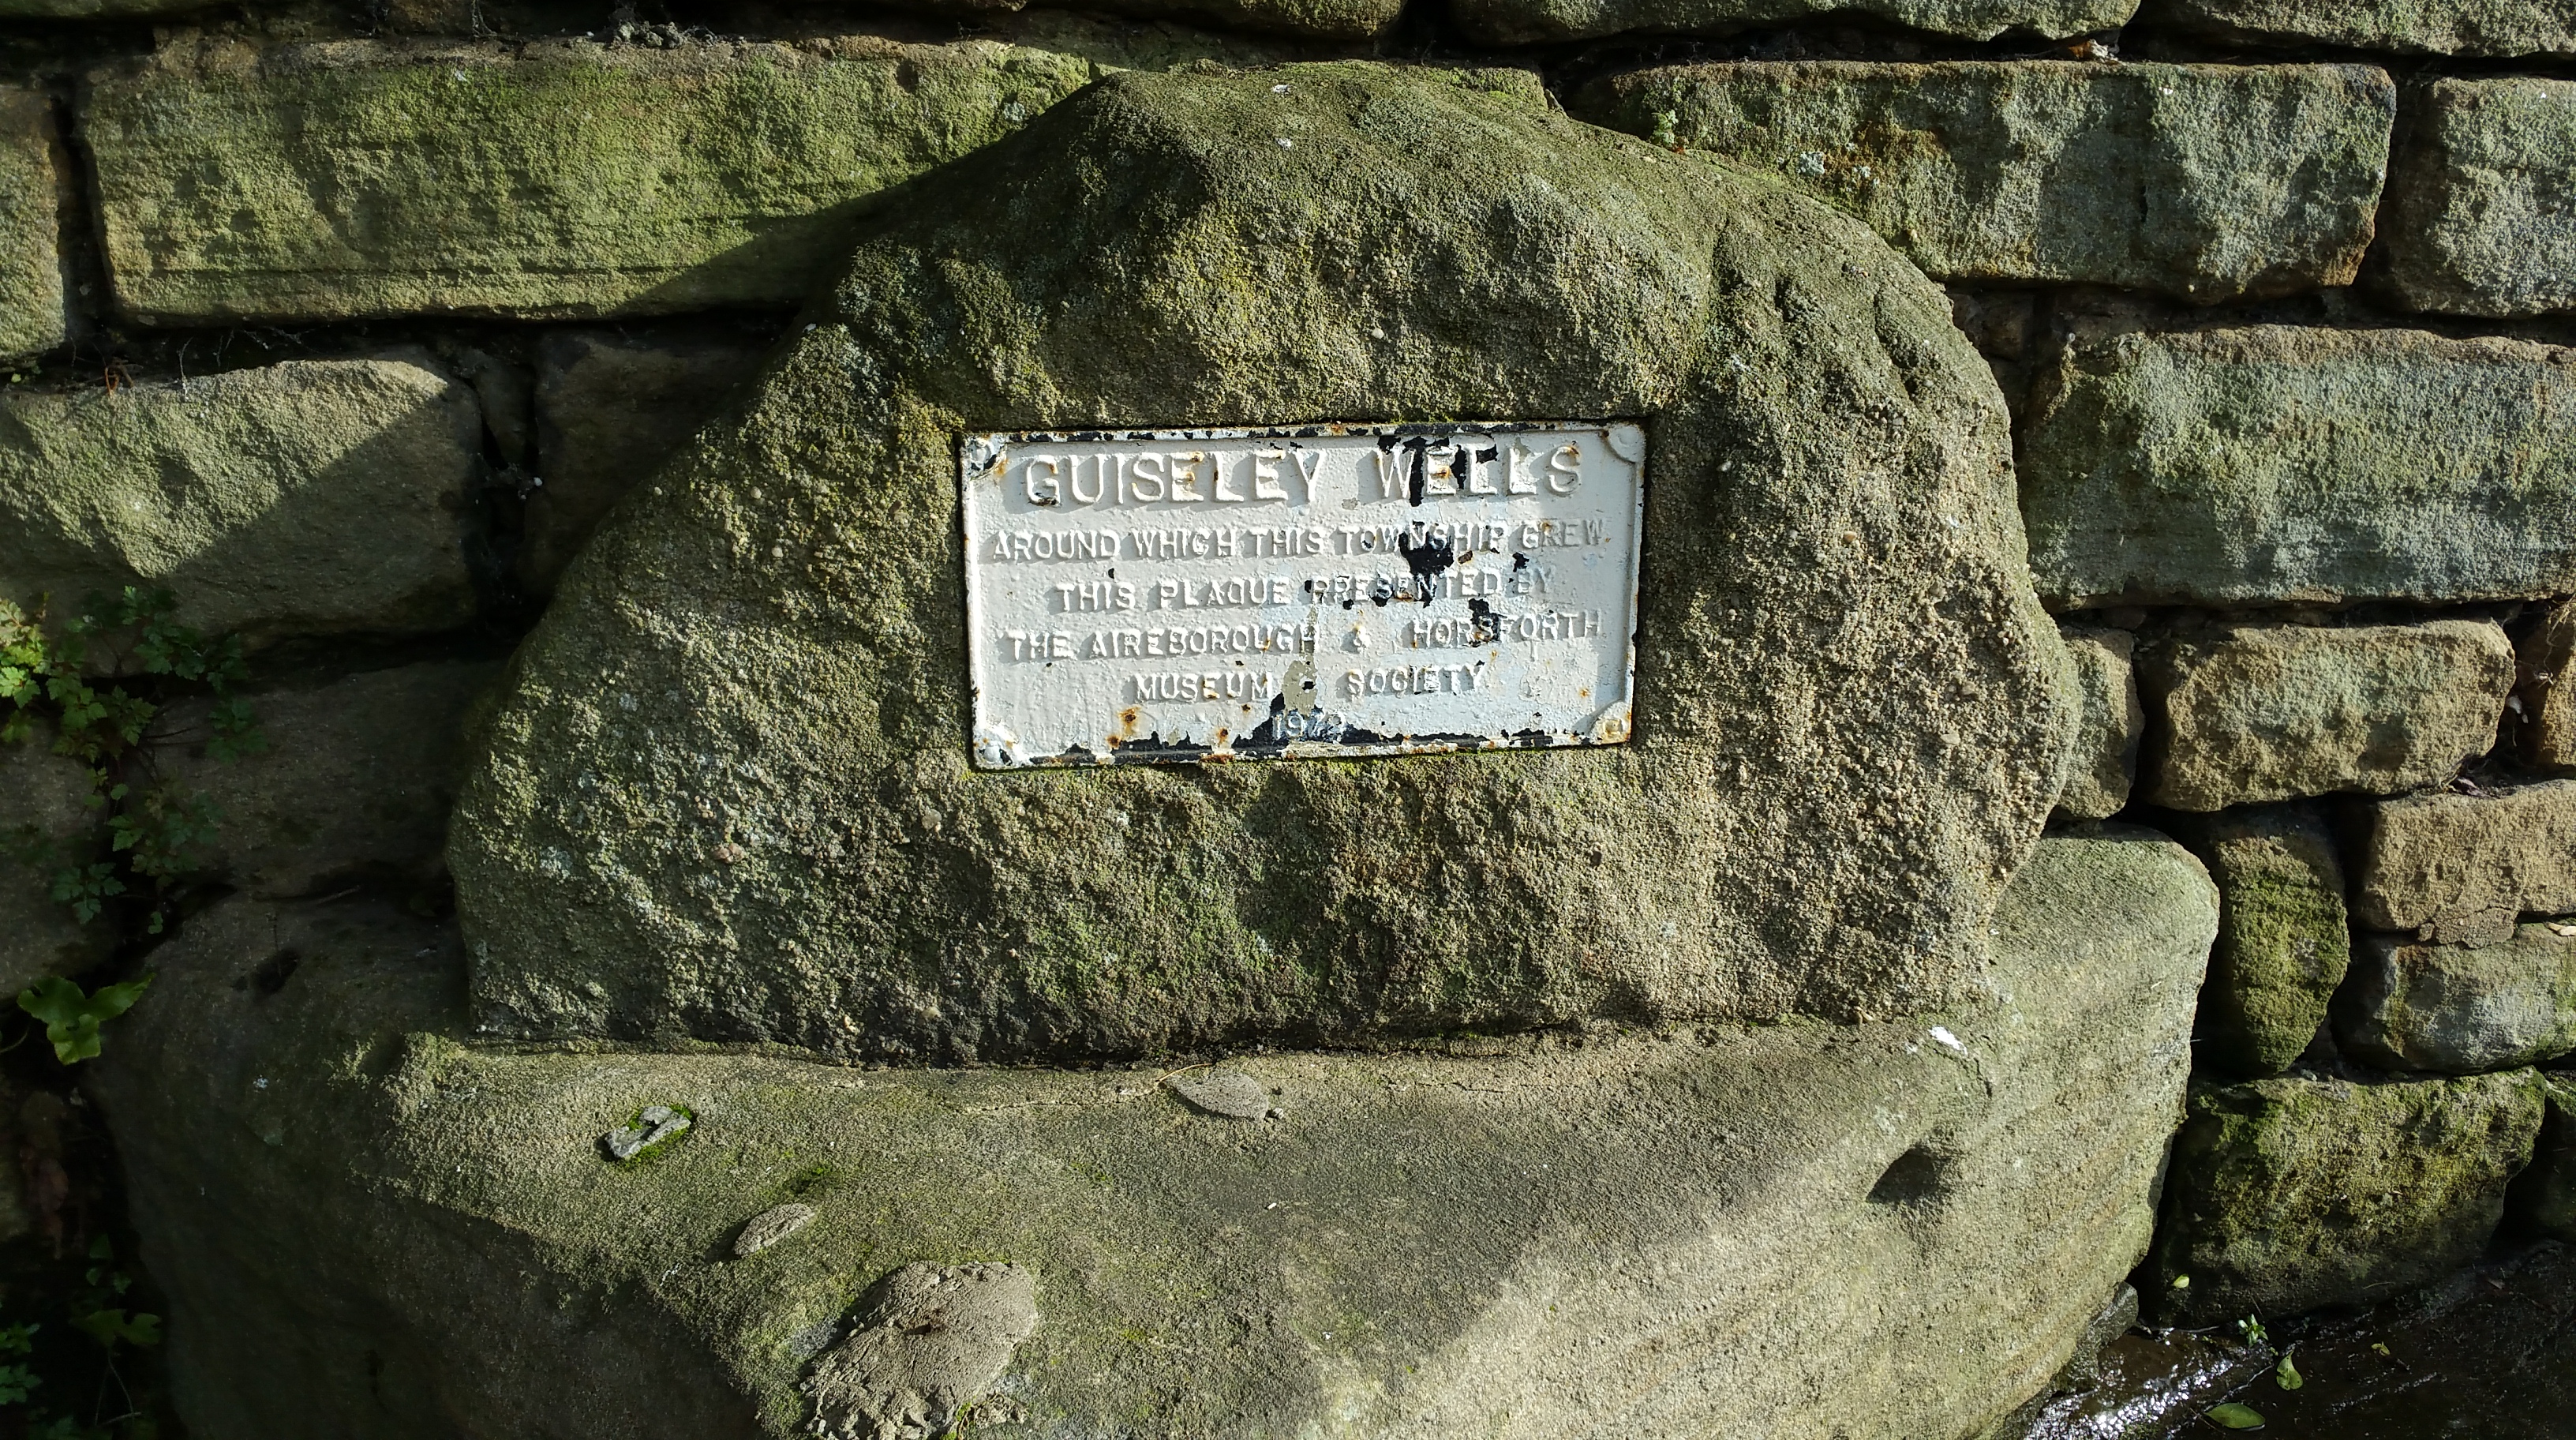 GUISELEY WELLS
AROUND WHICH THIS TOWNSHIP GREW
THIS PLAQUE PRESENTED BY
THE AIREBOROUGH & HORSFORTH
MUSEUM SOCIETY